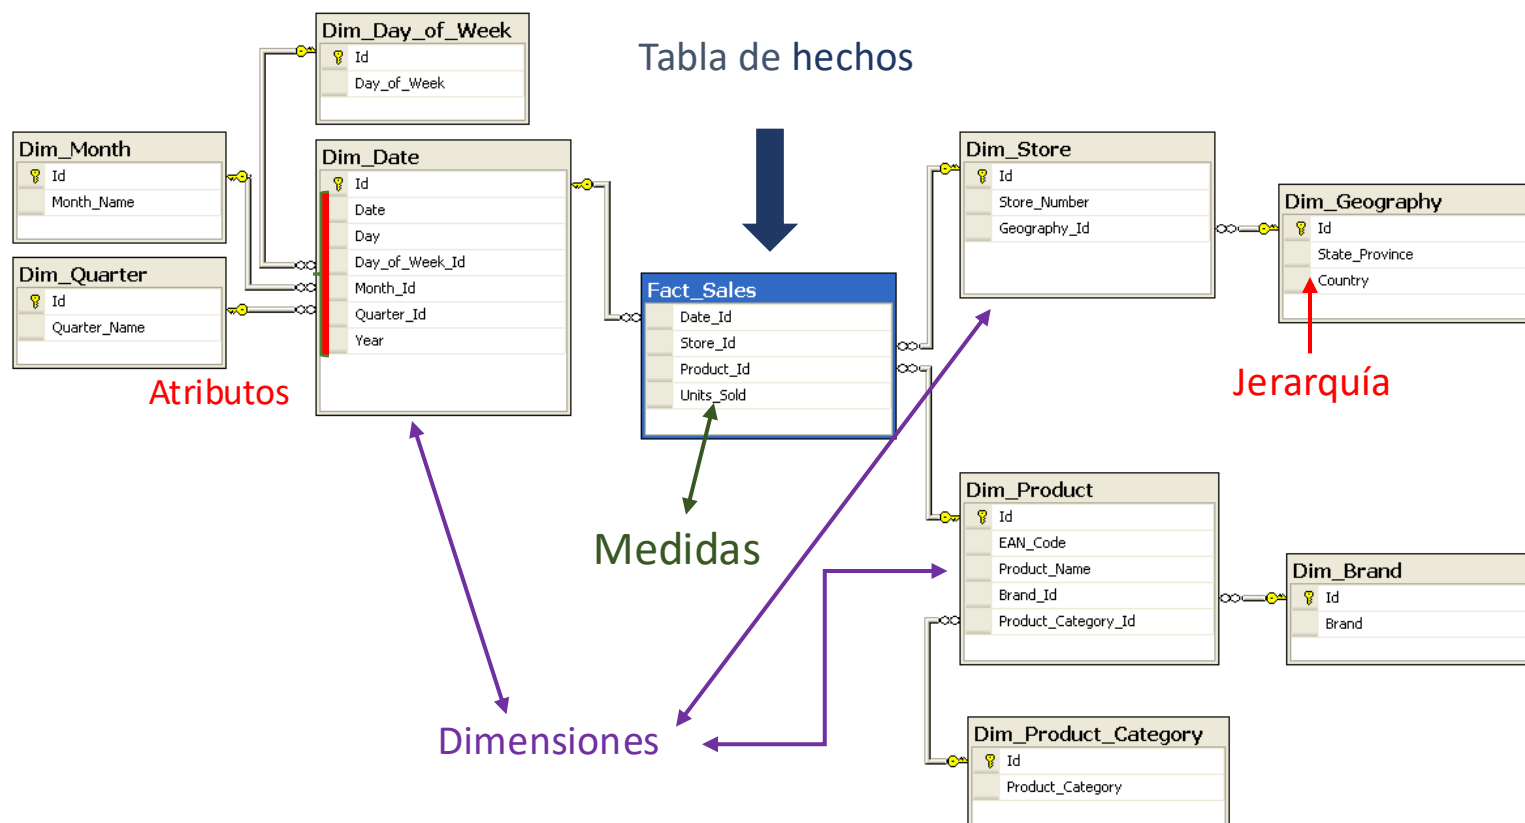 Tabla de hechos
Dim_Day_of_Week
Id
Day_of_Week
Dim_Month
Id
Month_Name
Dim_Quarter
Id
Quarter_Name
Dim_Date
Id
Date
Day
Day_of_Week_Id
Month_Id
Quarter_Id
Year
Atributos
Fact_Sales
Date_Id
Store_Id
Product_Id
Units_Sold
Medidas
Dim_Store
Id
Store_Number
Geography_Id
Dim_Geography
Id
State_Province
Country
Jerarquía
Dim_Product
Id
EAN_Code
Product_Name
Brand_Id
Product_Category_Id
Dim_Brand
Id
Brand
Dimensiones
Dim_Product_Category
Id
Product_Category